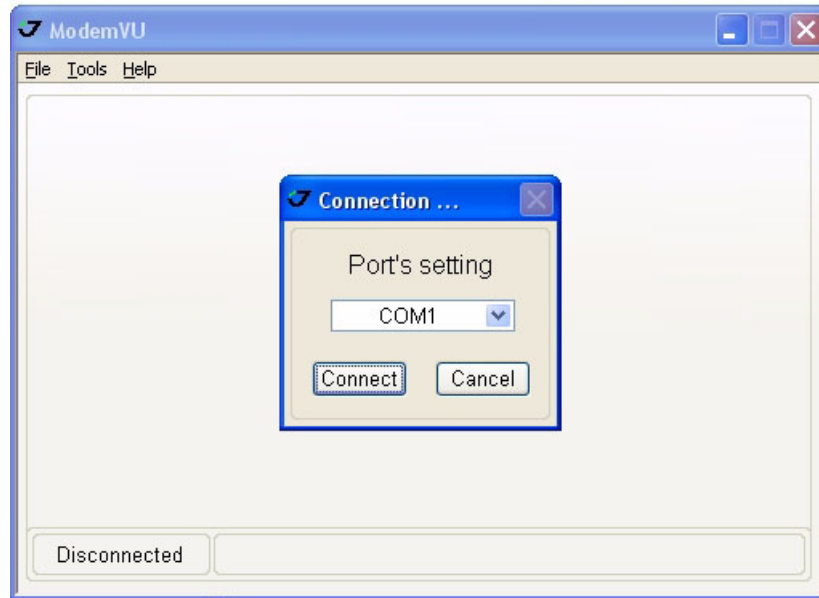 ModemVU
File Tools Help
Connection ...
Port's setting
COM1
Connect Cancel
Disconnected